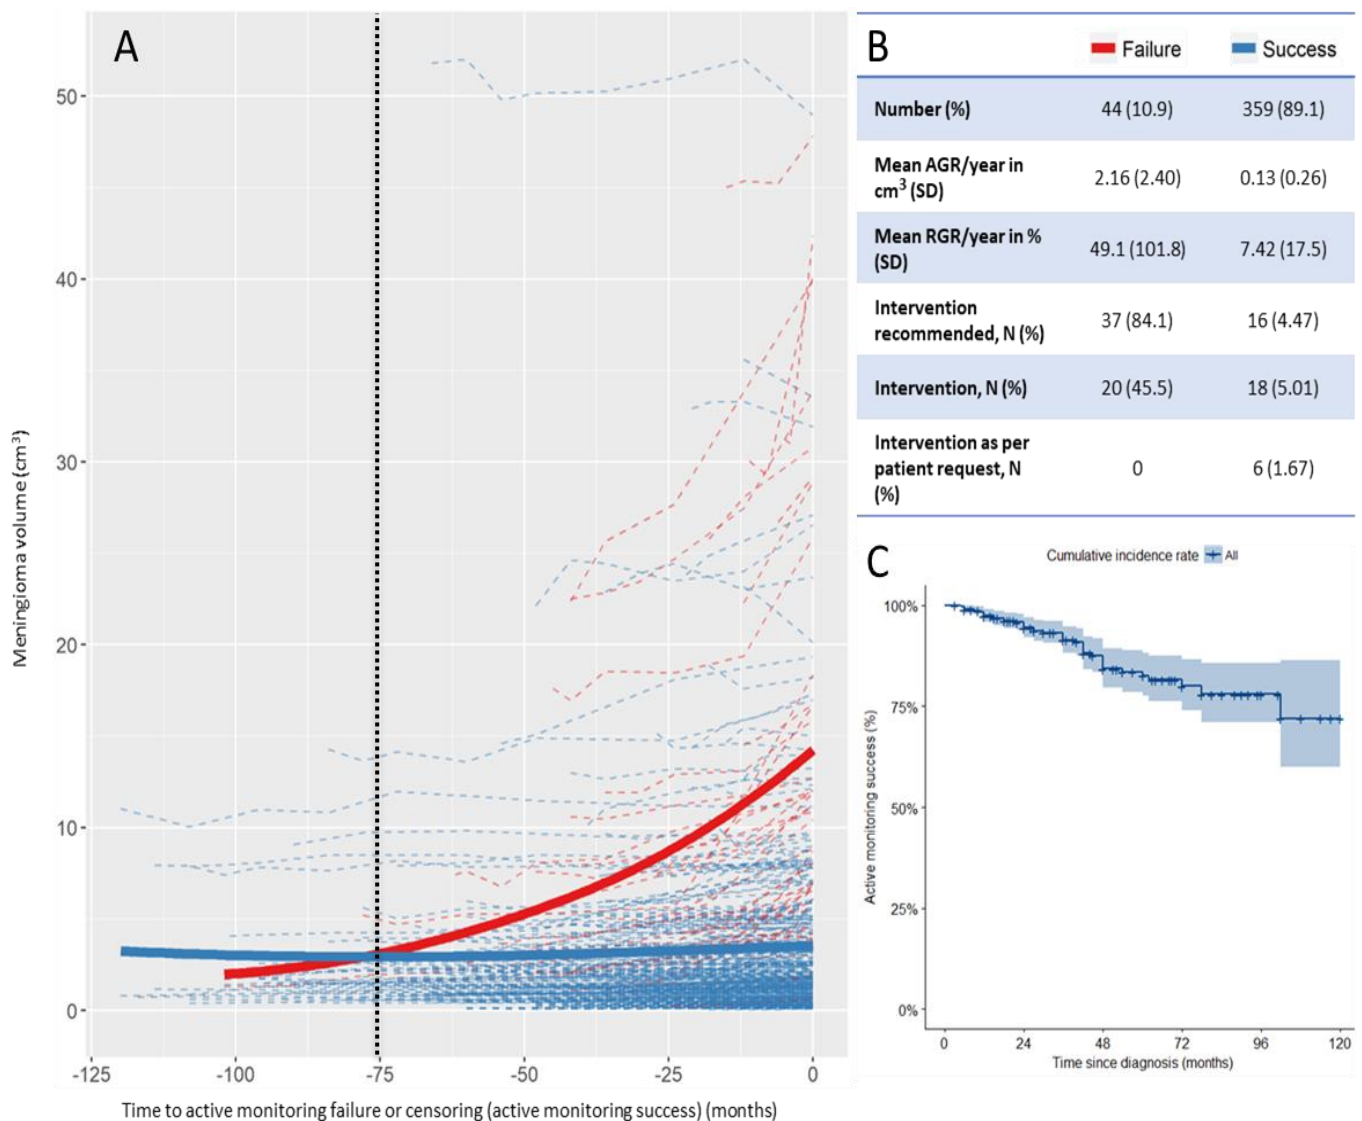 A
50
40
30
20
10
0
-125
-100
-75
-50
-25
0
Meningioma volume (cm³)
Time to active monitoring failure or censoring (active monitoring success) (months)
B
Failure
Success
Number (%)
44 (10.9)
359 (89.1)
Mean AGR/year in
cm³ (SD)
2.16 (2.40)
0.13 (0.26)
Mean RGR/year in %
(SD)
49.1 (101.8)
7.42 (17.5)
Intervention
recommended, N (%)
37 (84.1)
16 (4.47)
Intervention, N (%)
20 (45.5)
18 (5.01)
Intervention as per
patient request, N
(%)
0
6 (1.67)
C
Cumulative incidence rate
All
100%
75%
50%
25%
0%
Active monitoring success (%)
0
24
48
72
96
120
Time since diagnosis (months)